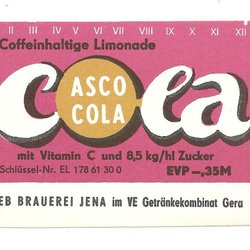 II III IV V VI VII VIII IX X XI XII
Coffeinhaltige Limonade
Cola
ASCO
COLA
mit Vitamin C und 8,5 kg/hl Zucker
Schlüssel-Nr. EL 178 61 30 0 EVP -,35M
EB BRAUEREI JENA im VE Getränkekombinat Gera